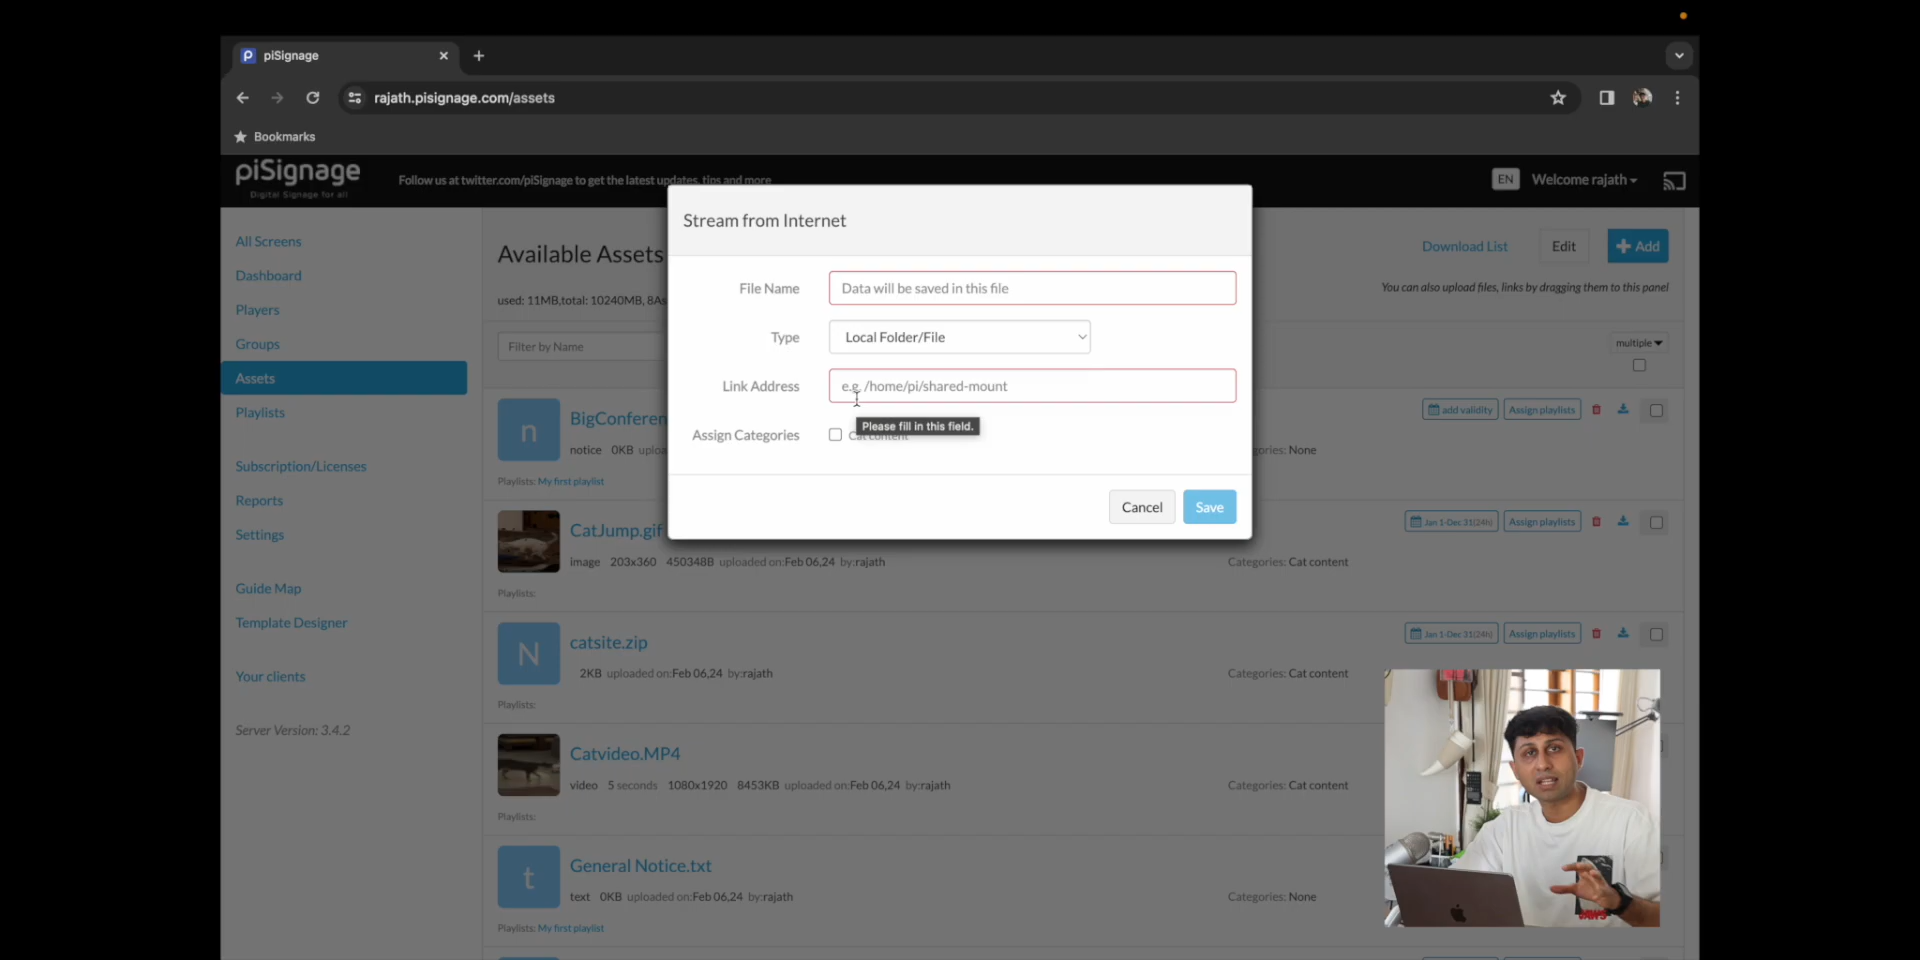 piSignage
rajath.pisignage.com/assets
Bookmarks
piSignage
Digital Signage for all
Follow us at twitter.com/piSignage to get the latest updates, tips and more
EN
Welcome rajath
All Screens
Dashboard
Players
Groups
Assets
Playlists
Subscription/Licenses
Reports
Settings
Guide Map
Template Designer
Your clients
Server Version: 3.4.2
Available Assets
used: 11MB,total: 10240MB, 8As
Filter by Name
Download List
Edit
Add
You can also upload files, links by dragging them to this panel
multiple
Stream from Internet
File Name
Data will be saved in this file
Type
Local Folder/File
Link Address
e.g. /home/pi/shared-mount
Please fill in this field.
Assign Categories
Cat content
Cancel
Save
n
BigConferen
add validity
Assign playlists
notice 0KB uploa
ories: None
Playlists: My first playlist
CatJump.gif
Jan 1-Dec 31(24h)
Assign playlists
image 203x360 450348B uploaded on:Feb 06,24 by:rajath
Categories: Cat content
Playlists:
N
catsite.zip
Jan 1-Dec 31(24h)
Assign playlists
2KB uploaded on:Feb 06,24 by:rajath
Categories: Cat content
Playlists:
Catvideo.MP4
video 5 seconds 1080x1920 8453KB uploaded on:Feb 06,24 by:rajath
Categories: Cat content
Playlists:
t
General Notice.txt
text 0KB uploaded on:Feb 06,24 by:rajath
Categories: None
Playlists: My first playlist
JAWS